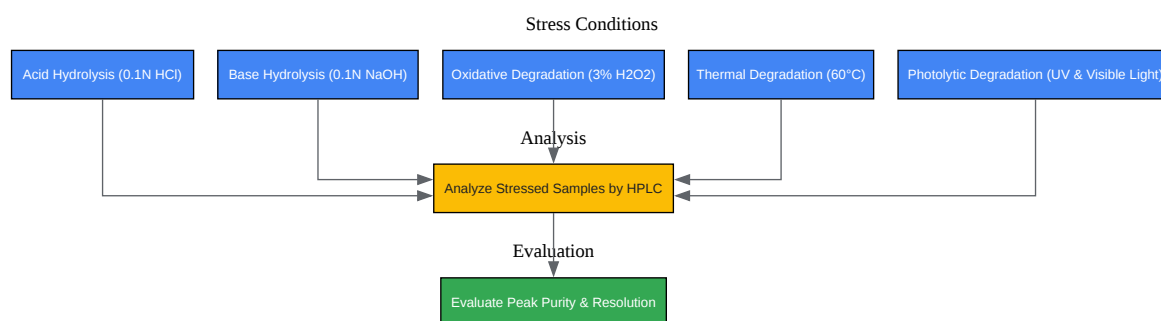 Stress Conditions
Acid Hydrolysis (0.1N HCl)
Base Hydrolysis (0.1N NaOH)
Oxidative Degradation (3% H2O2)
Thermal Degradation (60°C)
Photolytic Degradation (UV & Visible Light)
Analysis
Analyze Stressed Samples by HPLC
Evaluation
Evaluate Peak Purity & Resolution